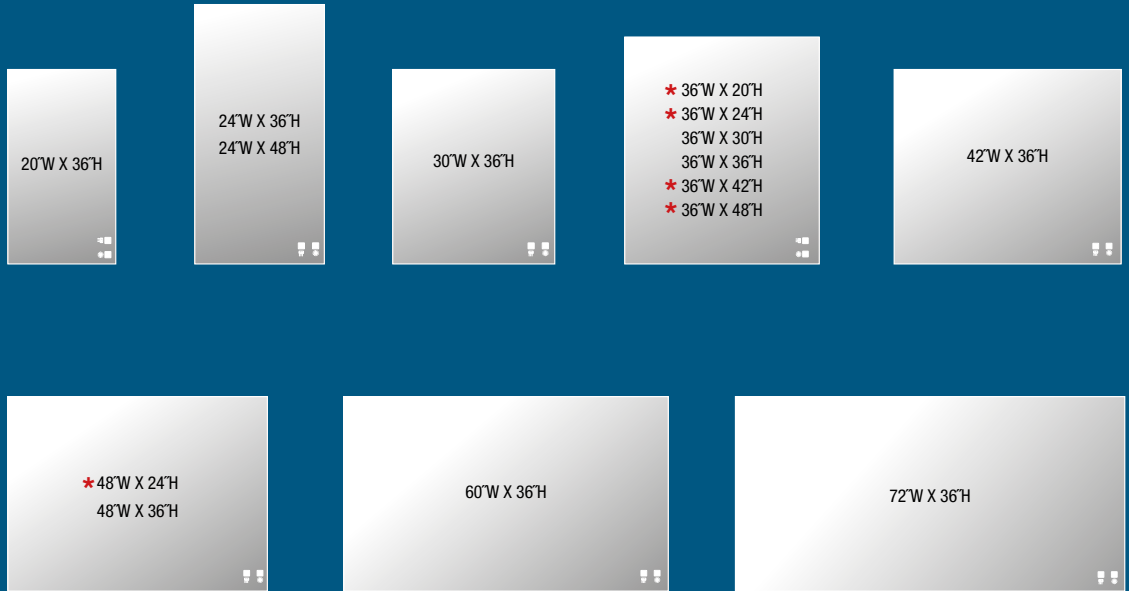 20˝W X 36˝H
24˝W X 36˝H
24˝W X 48˝H
30˝W X 36˝H
* 36˝W X 20˝H
* 36˝W X 24˝H
36˝W X 30˝H
36˝W X 36˝H
* 36˝W X 42˝H
* 36˝W X 48˝H
42˝W X 36˝H
* 48˝W X 24˝H
48˝W X 36˝H
60˝W X 36˝H
72˝W X 36˝H